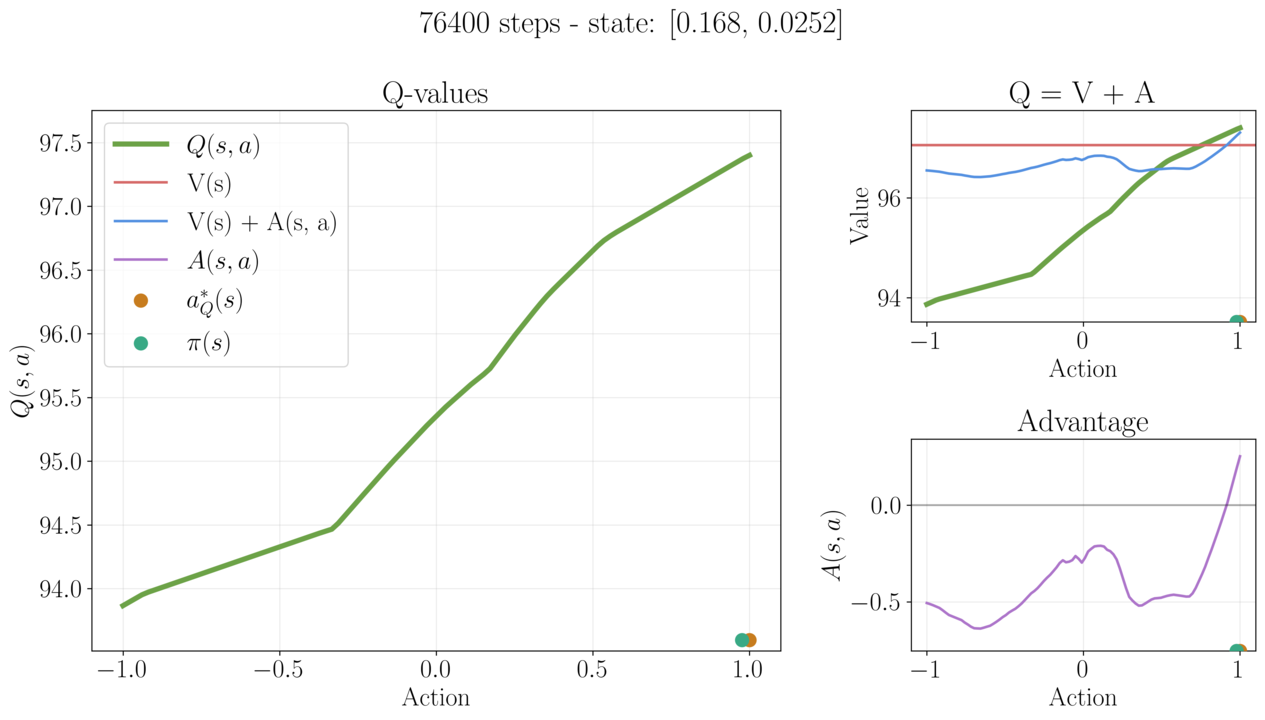 76400 steps - state: [0.168, 0.0252]
Q-values
97.5
97.0
96.5
96.0
95.5
95.0
94.5
94.0
Q(s, a)
Q(s, a)
V(s)
V(s) + A(s, a)
A(s, a)
a*Q(s)
π(s)
−1.0
−0.5
0.0
0.5
1.0
Action
Q = V + A
96
94
Value
−1
0
1
Action
Advantage
0.0
−0.5
A(s, a)
−1
0
1
Action